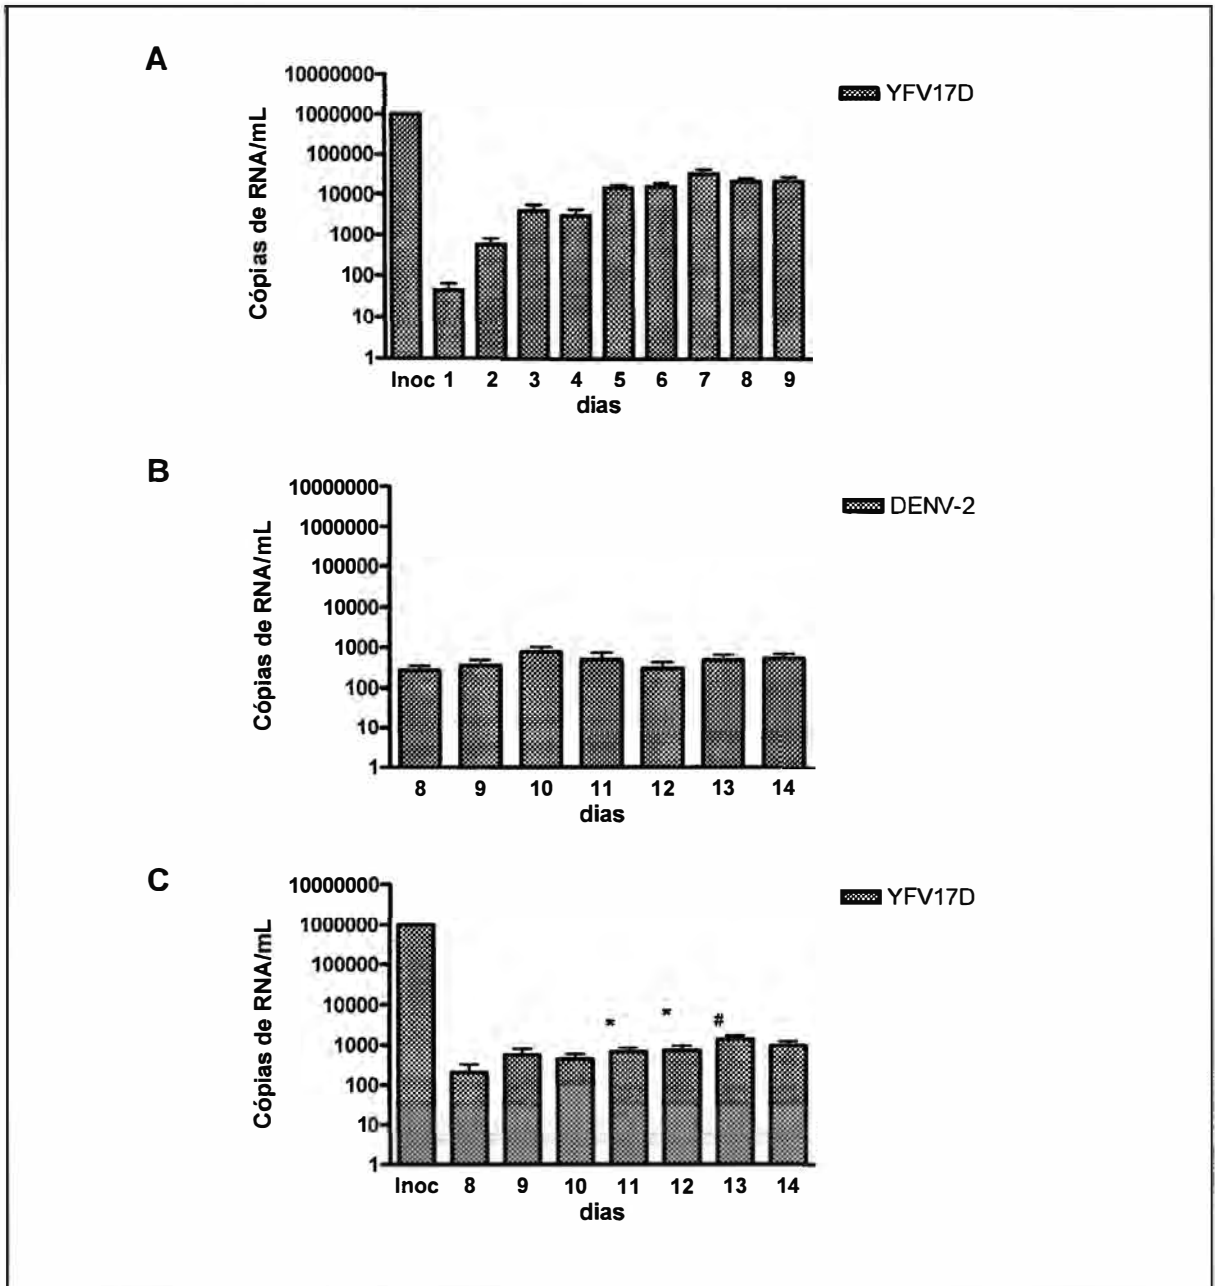 A
Cópias de RNA/mL
10000000
1000000
100000
10000
1000
100
10
1
Inoc 1 2 3 4 5 6 7 8 9
dias
YFV17D
B
Cópias de RNA/mL
10000000
1000000
100000
10000
1000
100
10
1
8 9 10 11 12 13 14
dias
DENV-2
C
Cópias de RNA/mL
10000000
1000000
100000
10000
1000
100
10
1
* * #
Inoc 8 9 10 11 12 13 14
dias
YFV17D